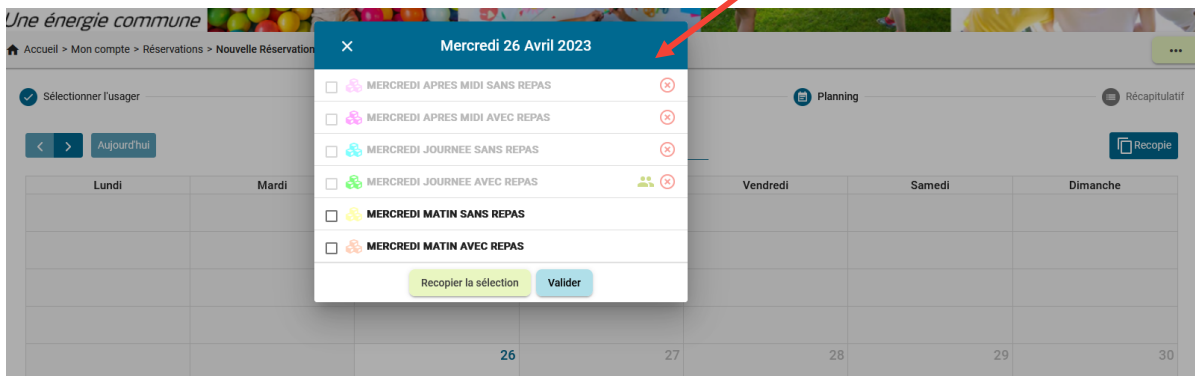 Une énergie commune
Accueil > Mon compte > Réservations > Nouvelle Réservation
Mercredi 26 Avril 2023
MERCREDI APRES MIDI SANS REPAS
MERCREDI APRES MIDI AVEC REPAS
MERCREDI JOURNEE SANS REPAS
MERCREDI JOURNEE AVEC REPAS
MERCREDI MATIN SANS REPAS
MERCREDI MATIN AVEC REPAS
Recopier la sélection Valider
Sélectionner l'usager Planning Récapitulatif
Aujourd'hui Recopie
Lundi Mardi Vendredi Samedi Dimanche
26 27 28 29 30